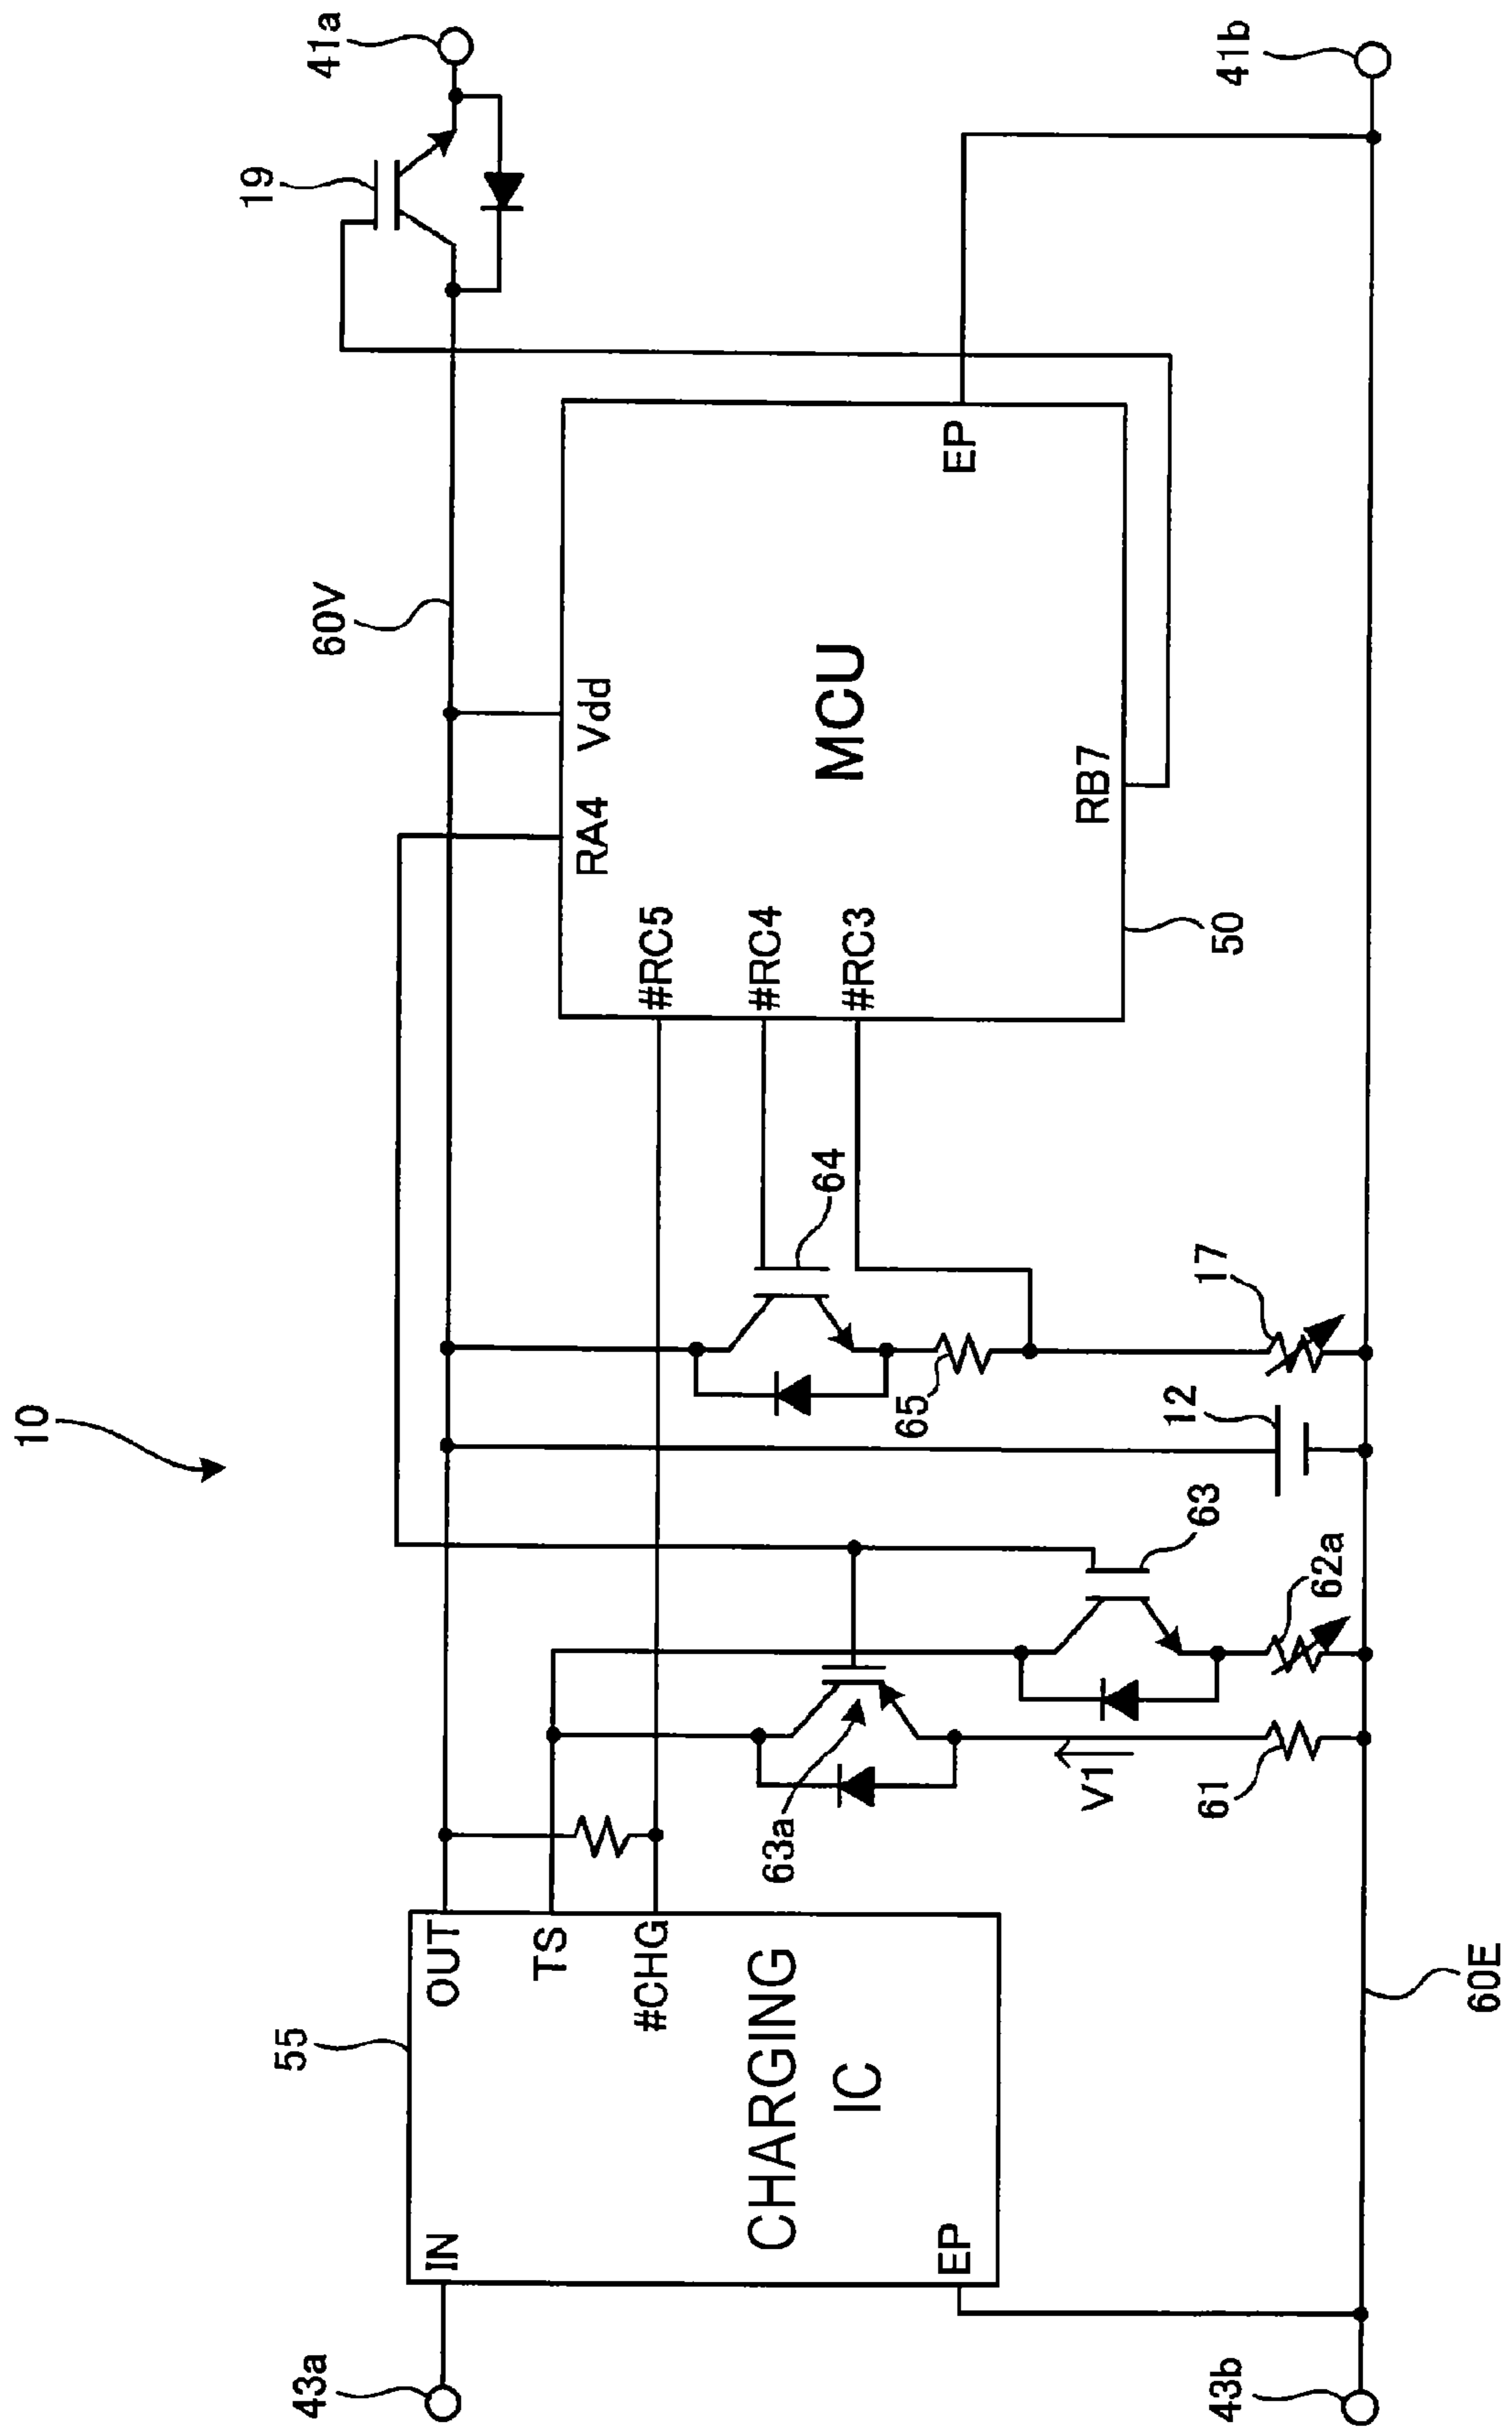 10
41a
19
60V
55
43a
IN
OUT
TS
#CHG
CHARGING
IC
EP
RA4
Vdd
#RC5
#RC4
#RC3
MCU
EP
RB7
50
64
65
17
12
63
62a
63a
V1
61
60E
43b
41b